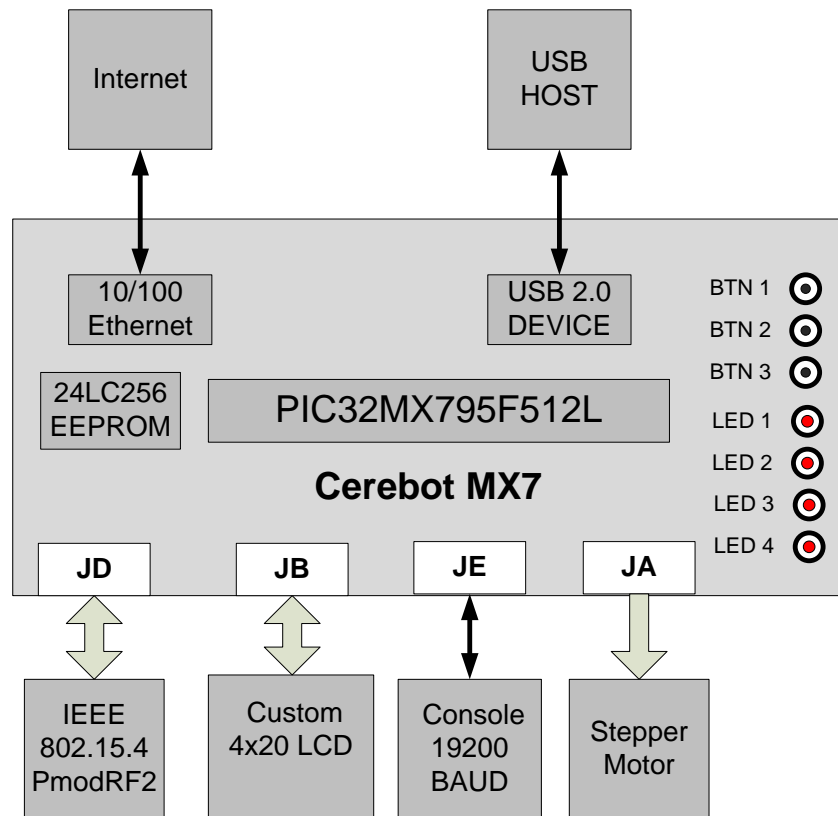 Internet
USB
HOST
10/100
Ethernet
USB 2.0
DEVICE
BTN 1
BTN 2
BTN 3
LED 1
LED 2
LED 3
LED 4
24LC256
EEPROM
PIC32MX795F512L
Cerebot MX7
JD
JB
JE
JA
IEEE
802.15.4
PmodRF2
Custom
4x20 LCD
Console
19200
BAUD
Stepper
Motor